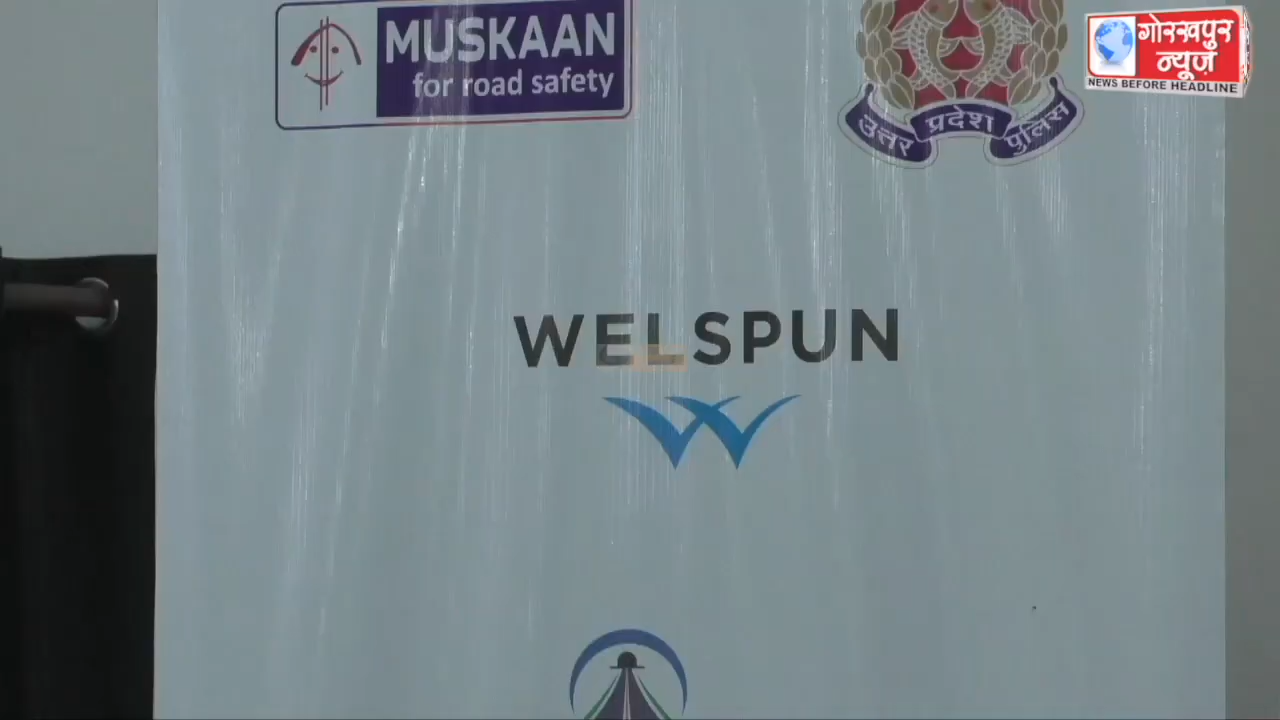 MUSKAAN
for road safety
उत्तर प्रदेश पुलिस
गोरखपुर
न्यूज़
NEWS BEFORE HEADLINE
WELSPUN